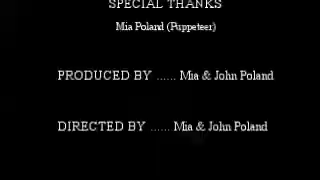 SPECIAL THANKS
Mia Poland (Puppeteer)
PRODUCED BY ...... Mia & John Poland
DIRECTED BY ...... Mia & John Poland